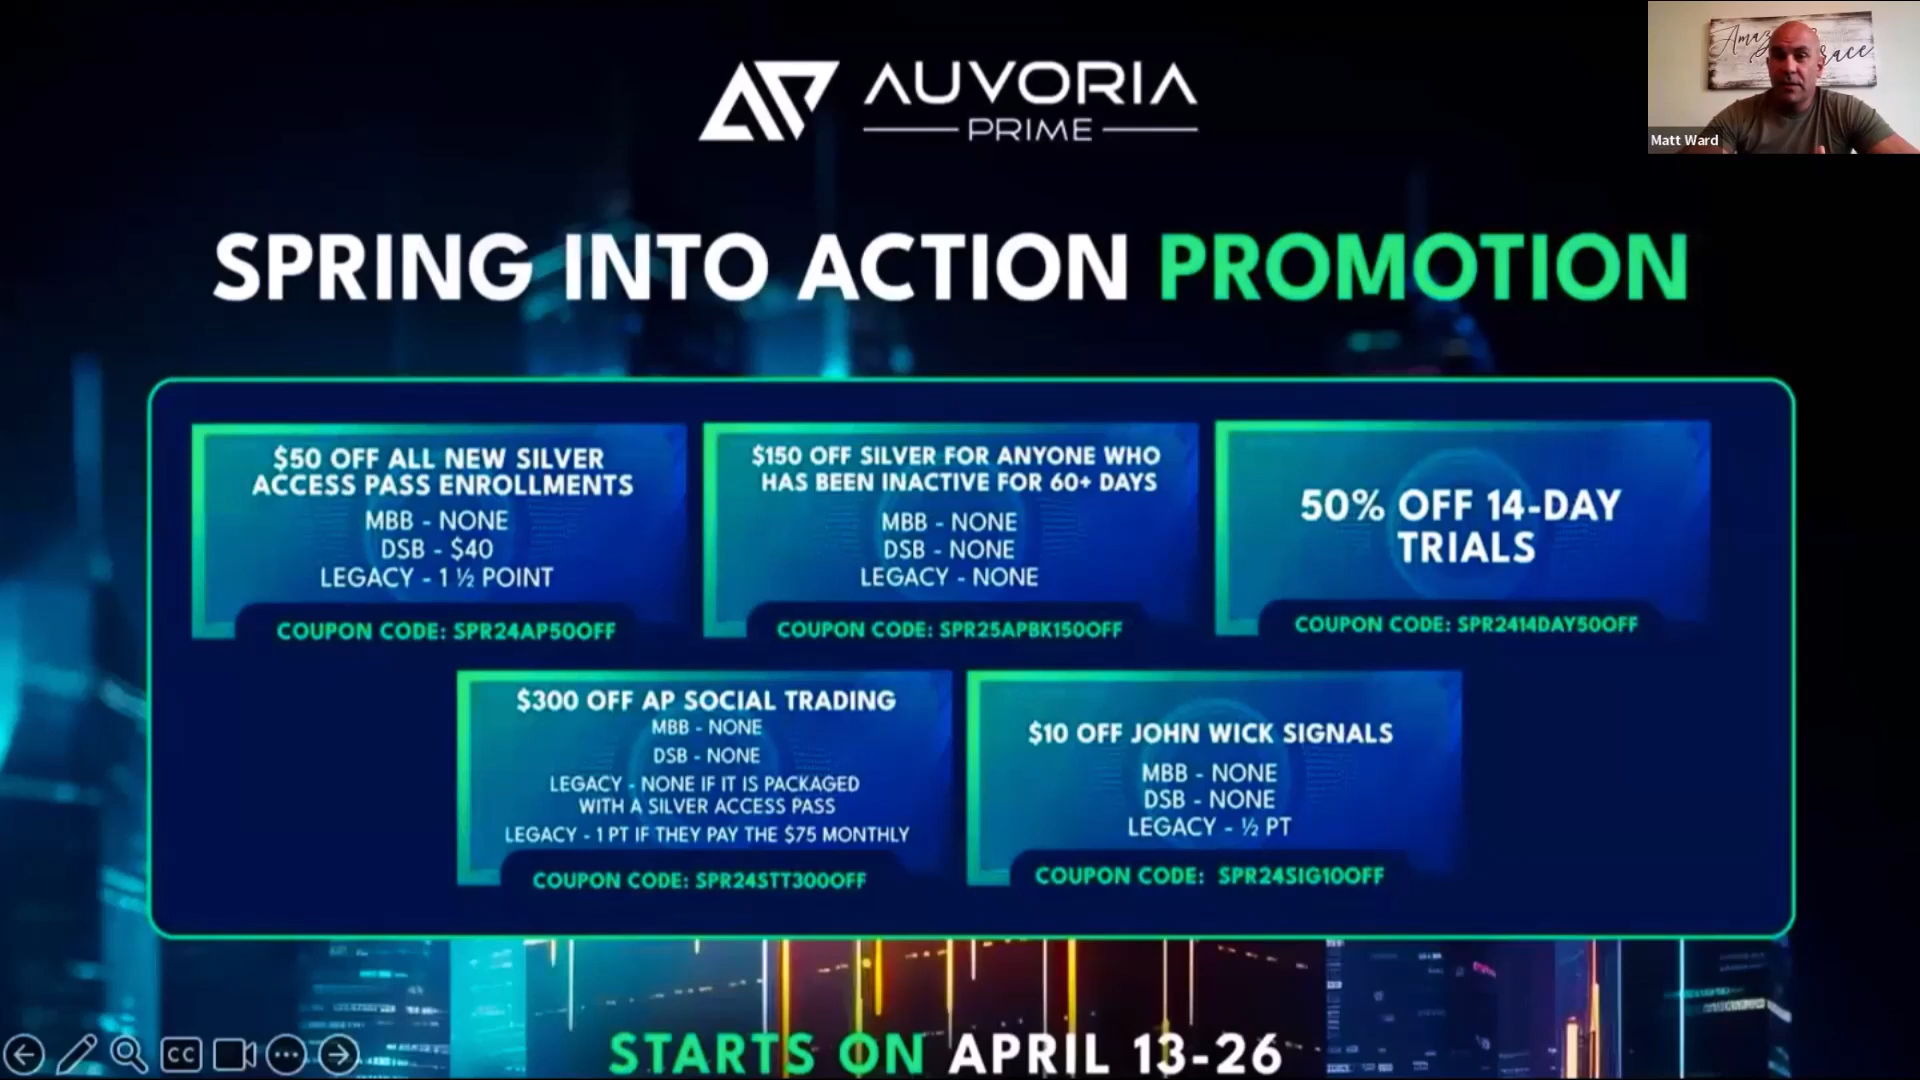 AUVORIA
PRIME
Amaz race
Matt Ward
SPRING INTO ACTION PROMOTION
$50 OFF ALL NEW SILVER
ACCESS PASS ENROLLMENTS
MBB - NONE
DSB - $40
LEGACY - 1 ½ POINT
COUPON CODE: SPR24AP50OFF
$150 OFF SILVER FOR ANYONE WHO
HAS BEEN INACTIVE FOR 60+ DAYS
MBB - NONE
DSB - NONE
LEGACY - NONE
COUPON CODE: SPR25APBK150OFF
50% OFF 14-DAY
TRIALS
COUPON CODE: SPR2414DAY50OFF
$300 OFF AP SOCIAL TRADING
MBB - NONE
DSB - NONE
LEGACY - NONE IF IT IS PACKAGED
WITH A SILVER ACCESS PASS
LEGACY - 1 PT IF THEY PAY THE $75 MONTHLY
COUPON CODE: SPR24STT300OFF
$10 OFF JOHN WICK SIGNALS
MBB - NONE
DSB - NONE
LEGACY - ½ PT
COUPON CODE: SPR24SIG10OFF
CC
STARTS ON APRIL 13-26